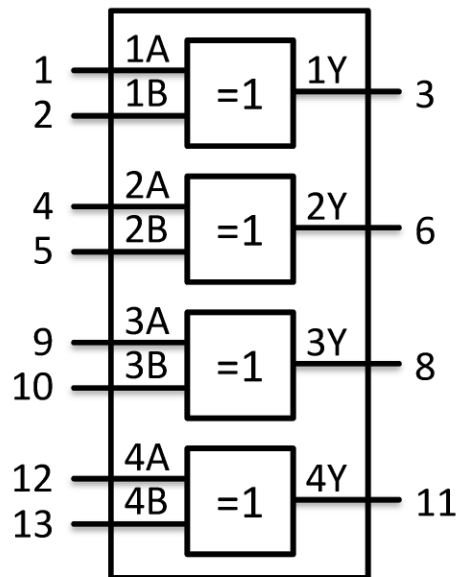 1 1A 1Y 3
2 1B =1
4 2A 2Y 6
5 2B =1
9 3A 3Y 8
10 3B =1
12 4A 4Y 11
13 4B =1